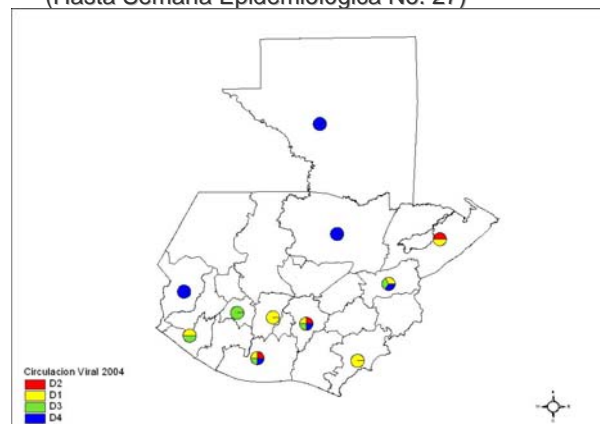 (Hasta Semana Epidemiológica No. 27)
Circulacion Viral 2004
D2
D1
D3
D4